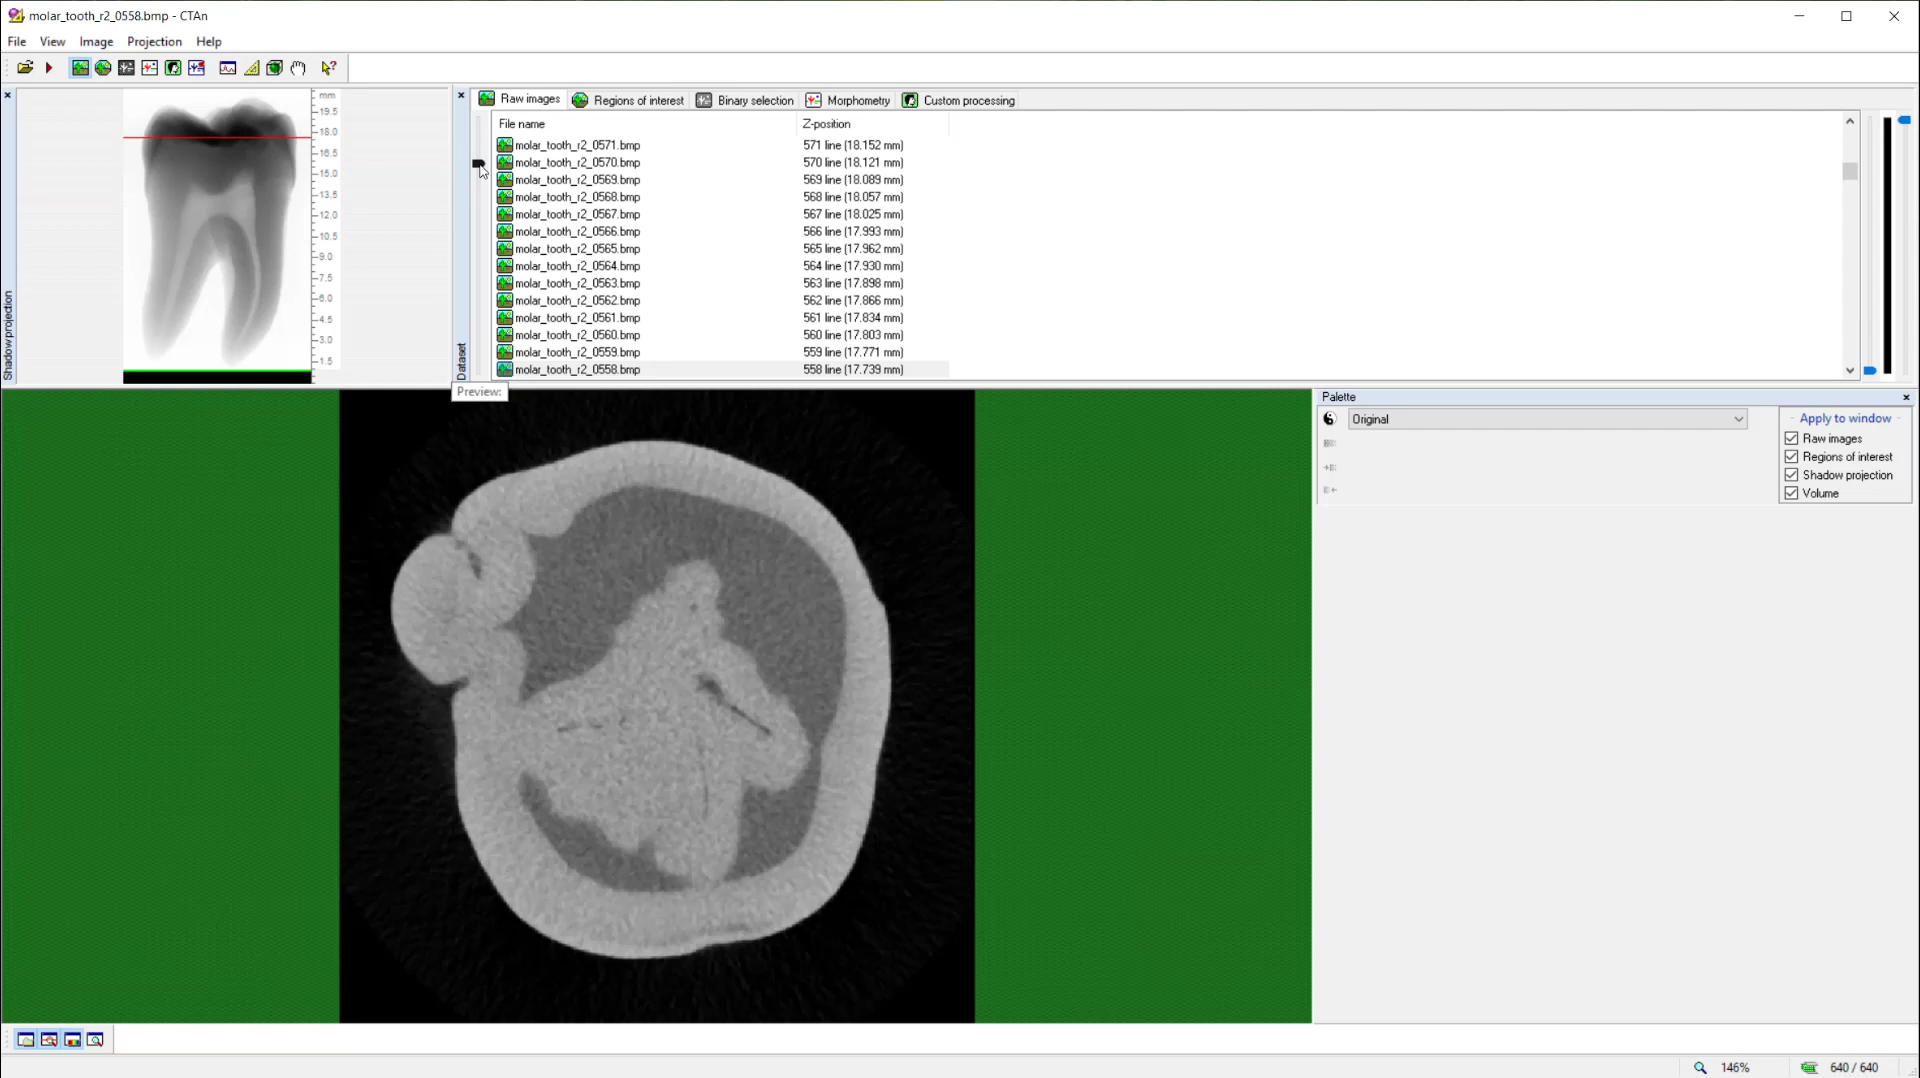 molar_tooth_r2_0558.bmp - CTAn
File View Image Projection Help
Shadow projection
mm
19.5
18.0
16.5
15.0
13.5
12.0
10.5
9.0
7.5
6.0
4.5
3.0
1.5
Dataset
Raw images Regions of interest Binary selection Morphometry Custom processing
File name Z-position
molar_tooth_r2_0571.bmp 571 line (18.152 mm)
molar_tooth_r2_0570.bmp 570 line (18.121 mm)
molar_tooth_r2_0569.bmp 569 line (18.089 mm)
molar_tooth_r2_0568.bmp 568 line (18.057 mm)
molar_tooth_r2_0567.bmp 567 line (18.025 mm)
molar_tooth_r2_0566.bmp 566 line (17.993 mm)
molar_tooth_r2_0565.bmp 565 line (17.962 mm)
molar_tooth_r2_0564.bmp 564 line (17.930 mm)
molar_tooth_r2_0563.bmp 563 line (17.898 mm)
molar_tooth_r2_0562.bmp 562 line (17.866 mm)
molar_tooth_r2_0561.bmp 561 line (17.834 mm)
molar_tooth_r2_0560.bmp 560 line (17.803 mm)
molar_tooth_r2_0559.bmp 559 line (17.771 mm)
molar_tooth_r2_0558.bmp 558 line (17.739 mm)
Preview:
Palette
Original
Apply to window
Raw images
Regions of interest
Shadow projection
Volume
146% 640 / 640